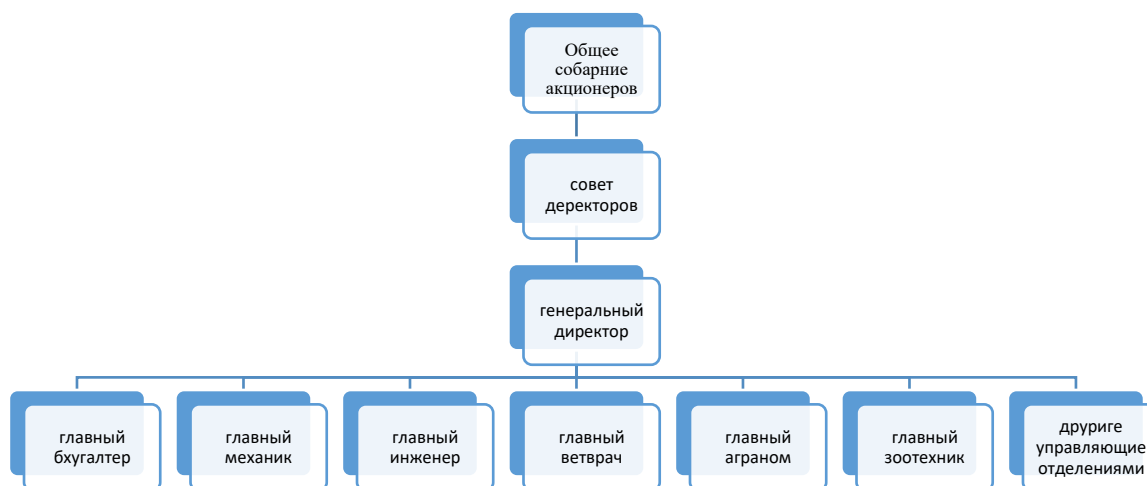 Общее
собарние
акционеров
совет
деректоров
генеральный
директор
главный
бхугалтер
главный
механик
главный
инженер
главный
ветврач
главный
аграном
главный
зоотехник
друриге
управляющие
отделениями